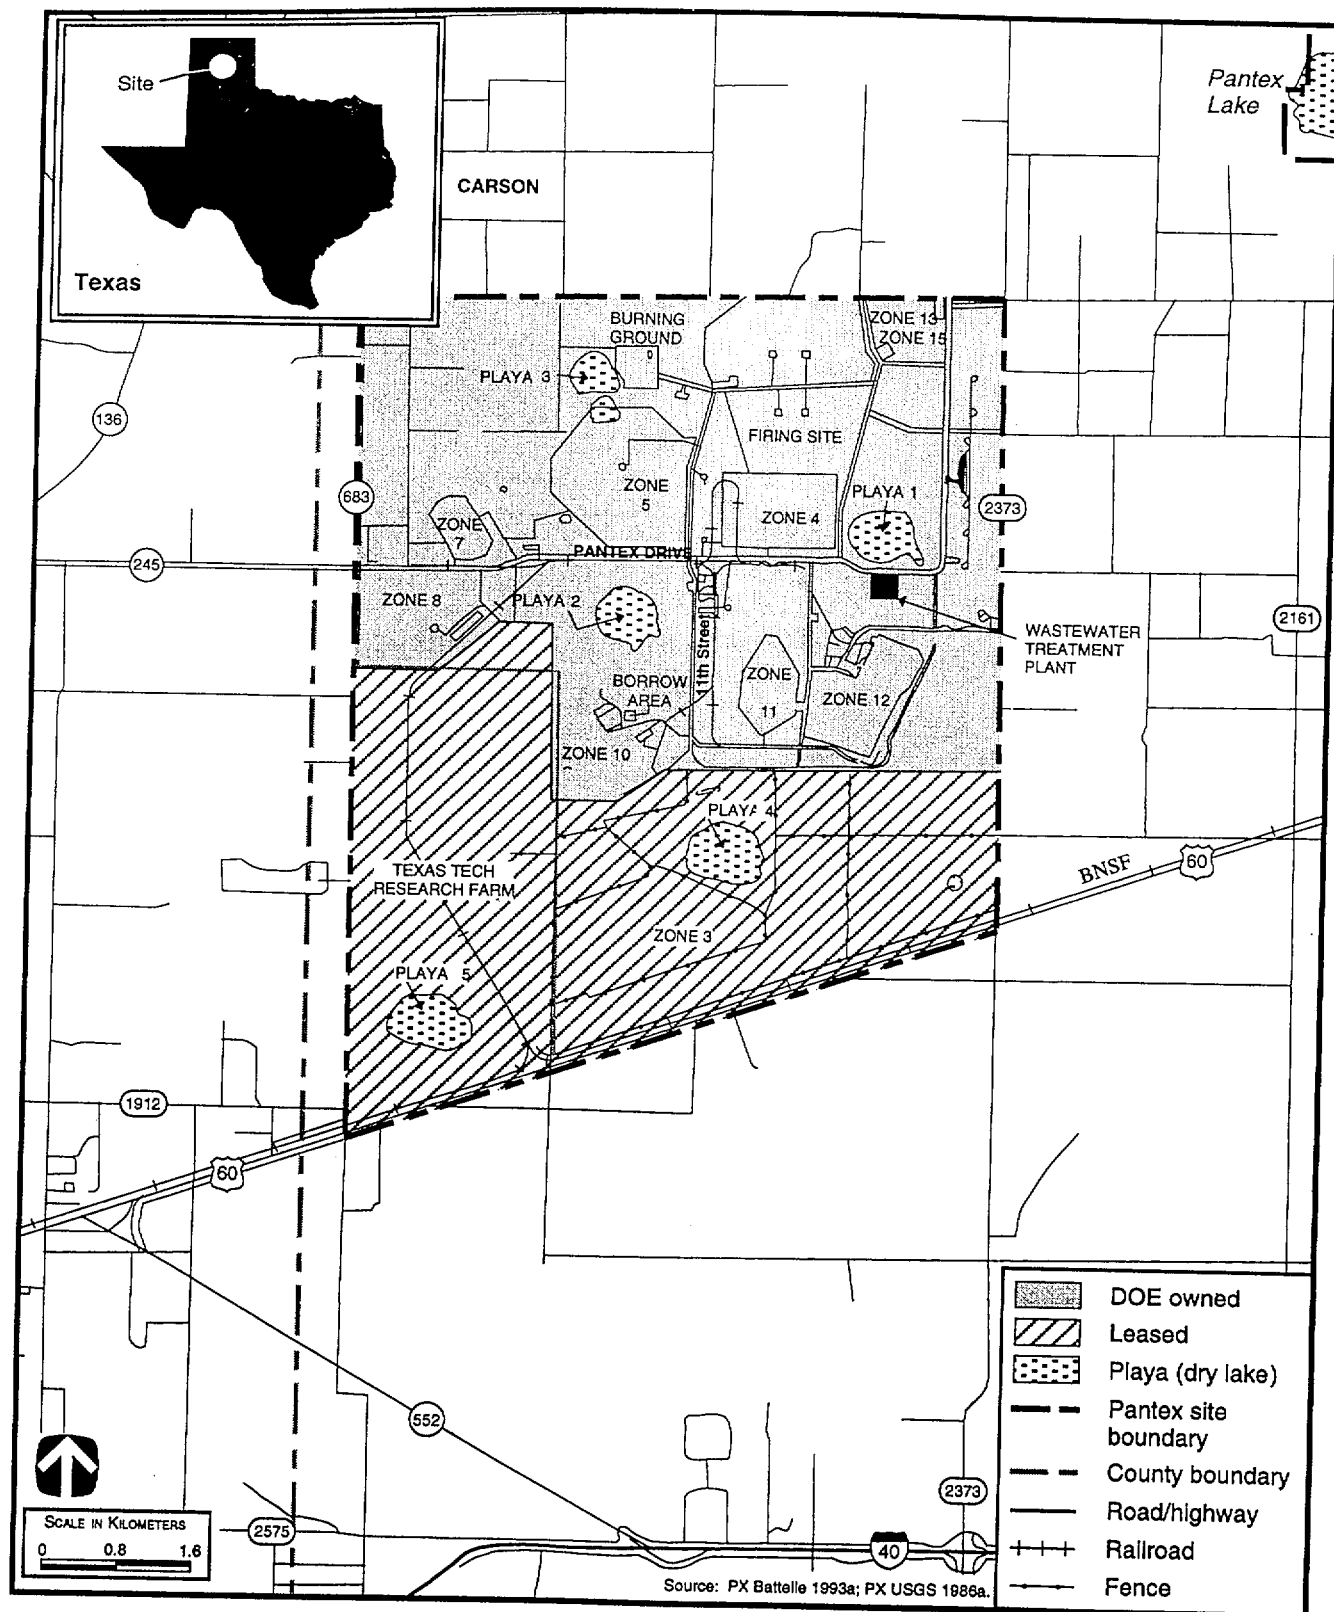 Site
Texas
Pantex
Lake
CARSON
BURNING
GROUND
ZONE 13
ZONE 15
PLAYA 3
136
FIRING SITE
683
ZONE
5
PLAYA 1
2373
ZONE
7
ZONE 4
PANTEX DRIVE
245
ZONE 8
PLAYA 2
2161
WASTEWATER
TREATMENT
PLANT
11th Street
BORROW
AREA
ZONE
11
ZONE 12
ZONE 10
PLAYA 4
BNSF
60
TEXAS TECH
RESEARCH FARM
ZONE 3
PLAYA 5
1912
60
552
DOE owned
Leased
Playa (dry lake)
Pantex site
boundary
County boundary
Road/highway
Railroad
Fence
2373
SCALE IN KILOMETERS
0 0.8 1.6
2575
40
Source: PX Battelle 1993a; PX USGS 1986a.